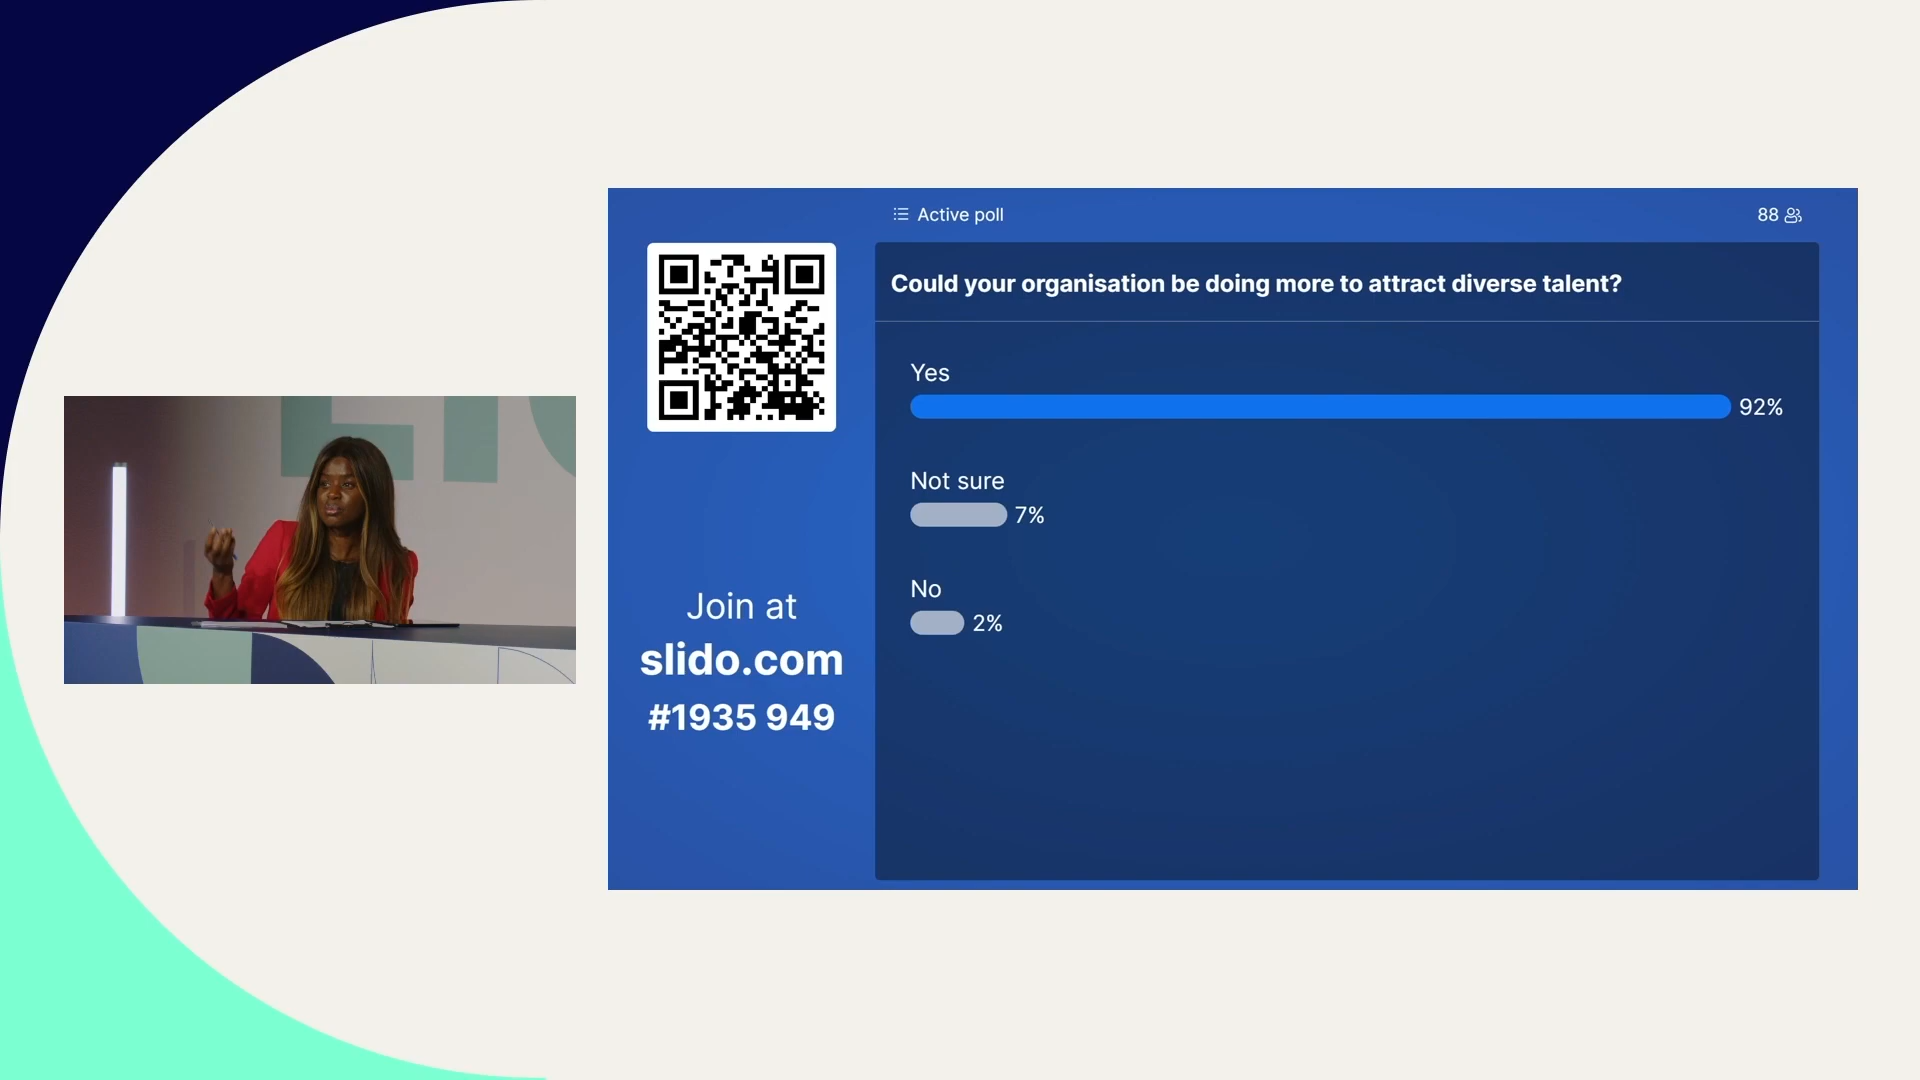 Active poll
88
Could your organisation be doing more to attract diverse talent?
Yes
92%
Not sure
7%
No
2%
Join at
slido.com
#1935 949